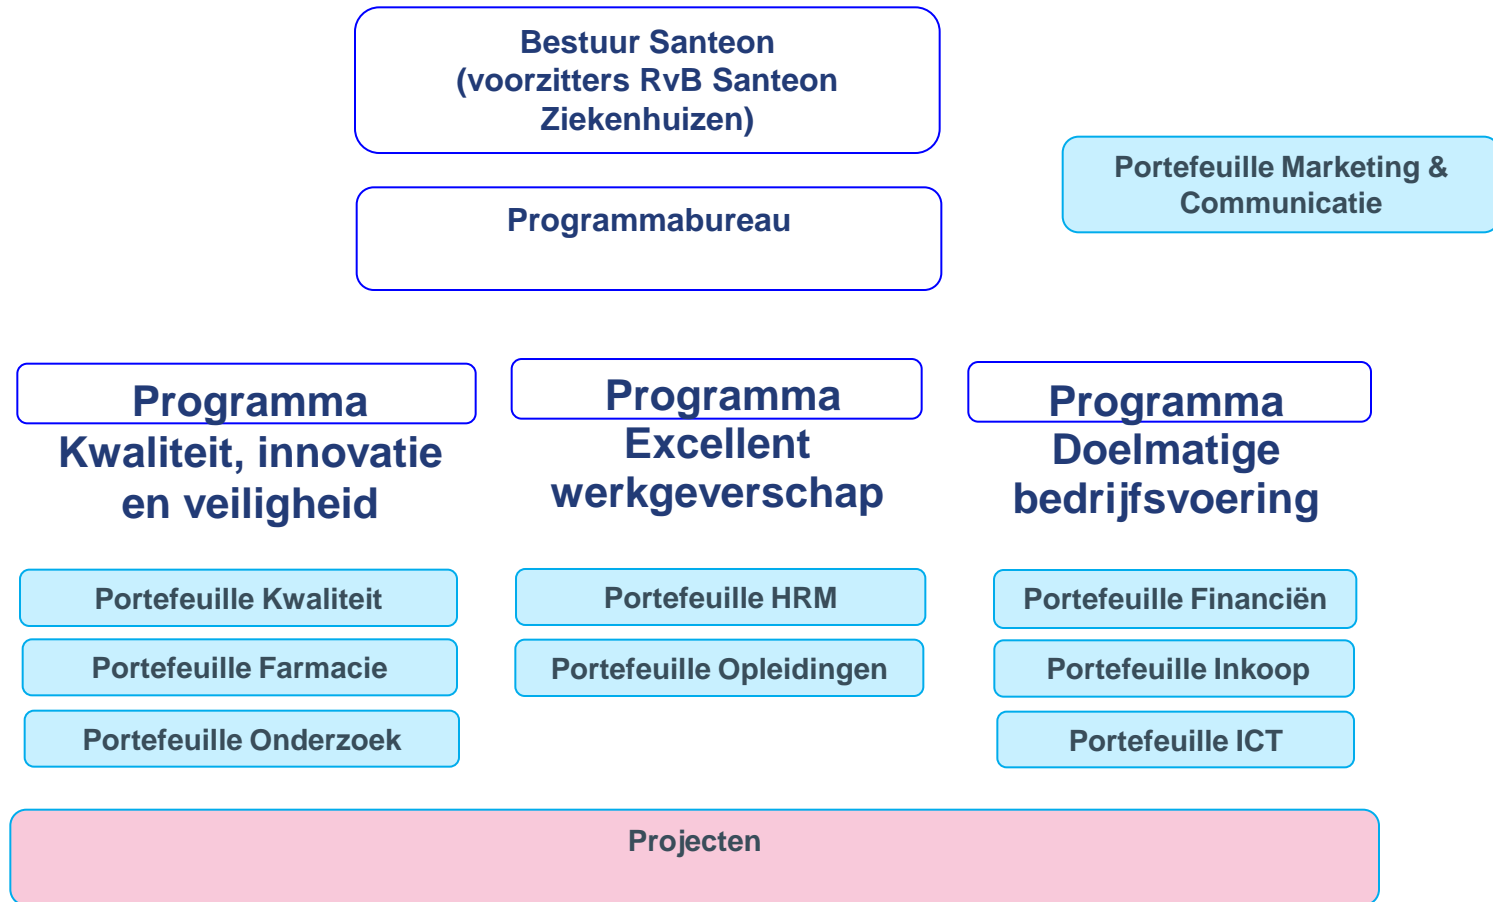 Bestuur Santeon
(voorzitters RvB Santeon
Ziekenhuizen)
Portefeuille Marketing &
Communicatie
Programmabureau
Programma
Kwaliteit, innovatie
en veiligheid
Programma
Excellent
werkgeverschap
Programma
Doelmatige
bedrijfsvoering
Portefeuille Kwaliteit
Portefeuille Farmacie
Portefeuille Onderzoek
Portefeuille HRM
Portefeuille Opleidingen
Portefeuille Financiën
Portefeuille Inkoop
Portefeuille ICT
Projecten